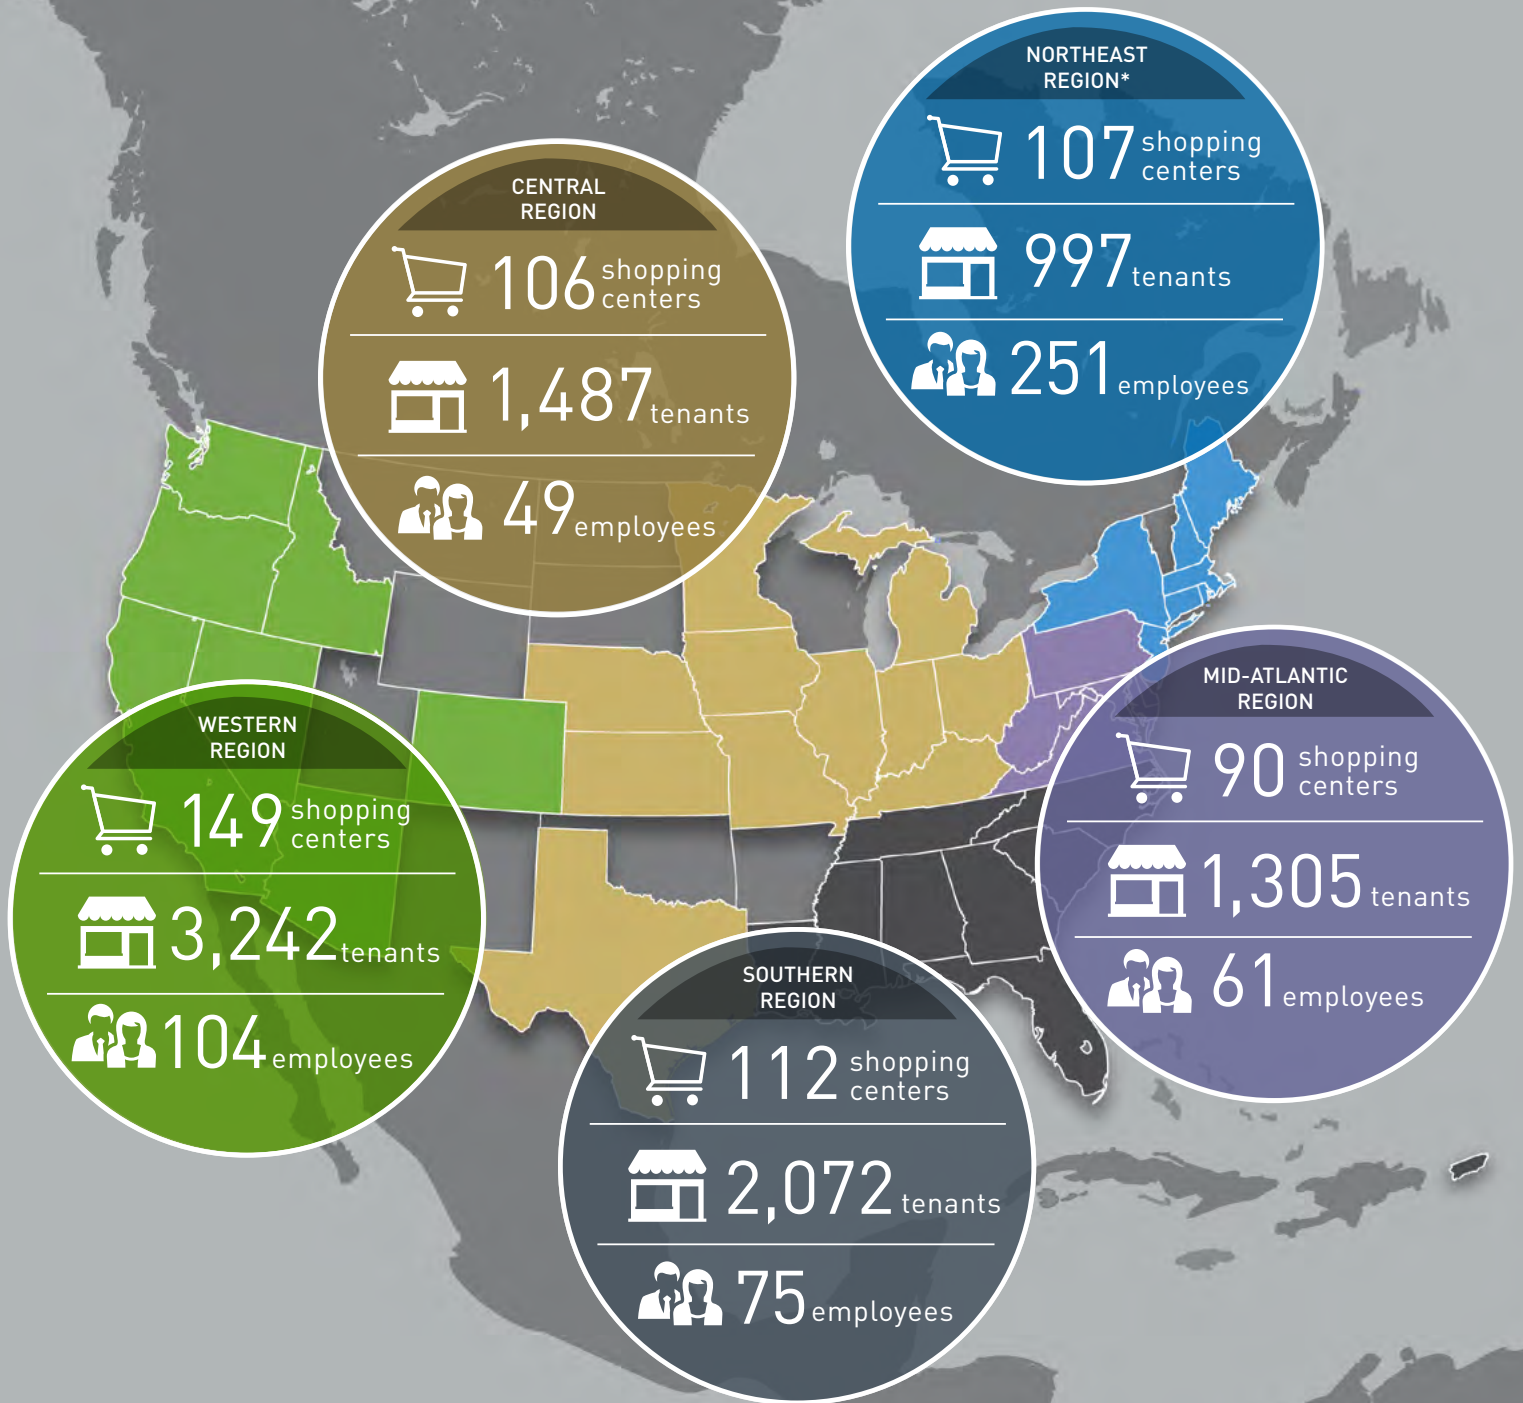 NORTHEAST
REGION*
107 shopping
centers
997 tenants
251 employees
CENTRAL
REGION
106 shopping
centers
1,487 tenants
49 employees
MID-ATLANTIC
REGION
90 shopping
centers
1,305 tenants
61 employees
WESTERN
REGION
149 shopping
centers
3,242 tenants
104 employees
SOUTHERN
REGION
112 shopping
centers
2,072 tenants
75 employees